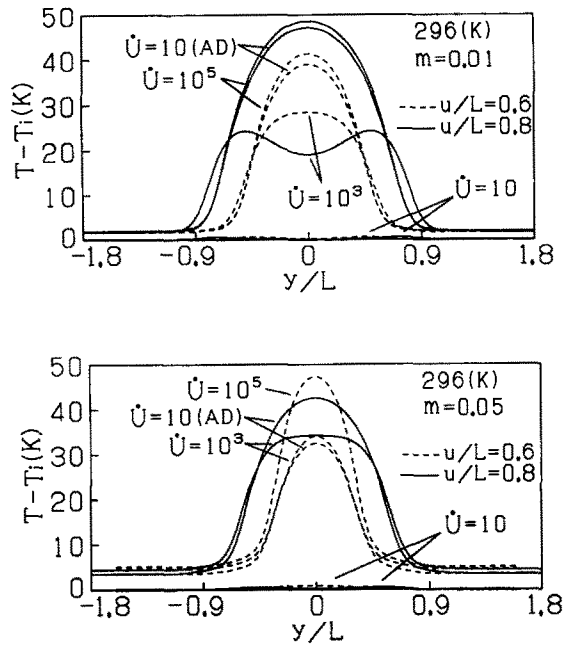 50
40
30
20
10
0
T-Ti(K)
U̇=10(AD)
U̇=10⁵
U̇=10³
U̇=10
296(K)
m=0.01
u/L=0.6
u/L=0.8
-1.8
-0.9
0
0.9
1.8
y/L
50
40
30
20
10
0
T-Ti(K)
U̇=10⁵
U̇=10(AD)
U̇=10³
U̇=10
296(K)
m=0.05
u/L=0.6
u/L=0.8
-1.8
-0.9
0
0.9
1.8
y/L